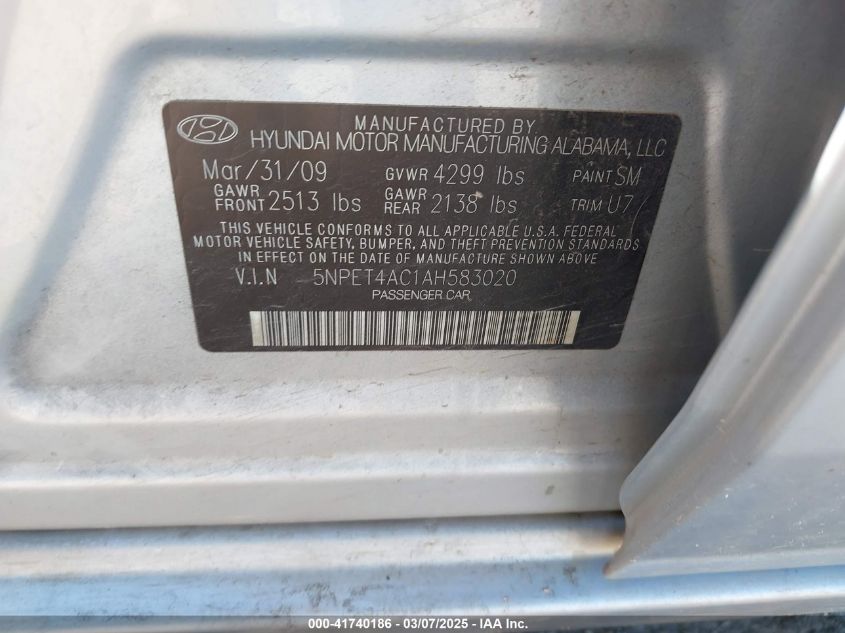 MANUFACTURED BY
HYUNDAI MOTOR MANUFACTURING ALABAMA, LLC
Mar/31/09 GVWR 4299 lbs PAINT SM
GAWR FRONT 2513 lbs GAWR REAR 2138 lbs TRIM U7
THIS VEHICLE CONFORMS TO ALL APPLICABLE U.S.A. FEDERAL
MOTOR VEHICLE SAFETY, BUMPER, AND THEFT PREVENTION STANDARDS
IN EFFECT ON THE DATE OF MANUFACTURE SHOWN ABOVE.
V.I.N 5NPET4AC1AH583020
PASSENGER CAR
000-41740186 - 03/07/2025 - IAA Inc.